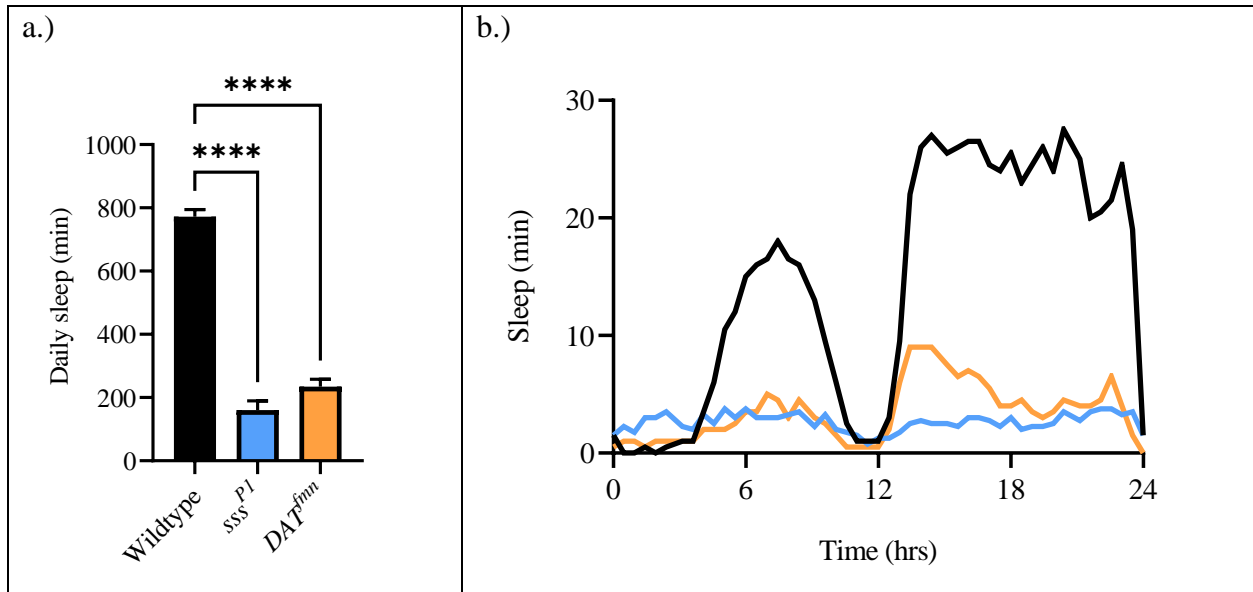 a.)
****
****
1000
800
600
400
200
0
Daily sleep (min)
Wildtype
sss^P1
DAT^fmn
b.)
30
20
10
0
Sleep (min)
0 6 12 18 24
Time (hrs)